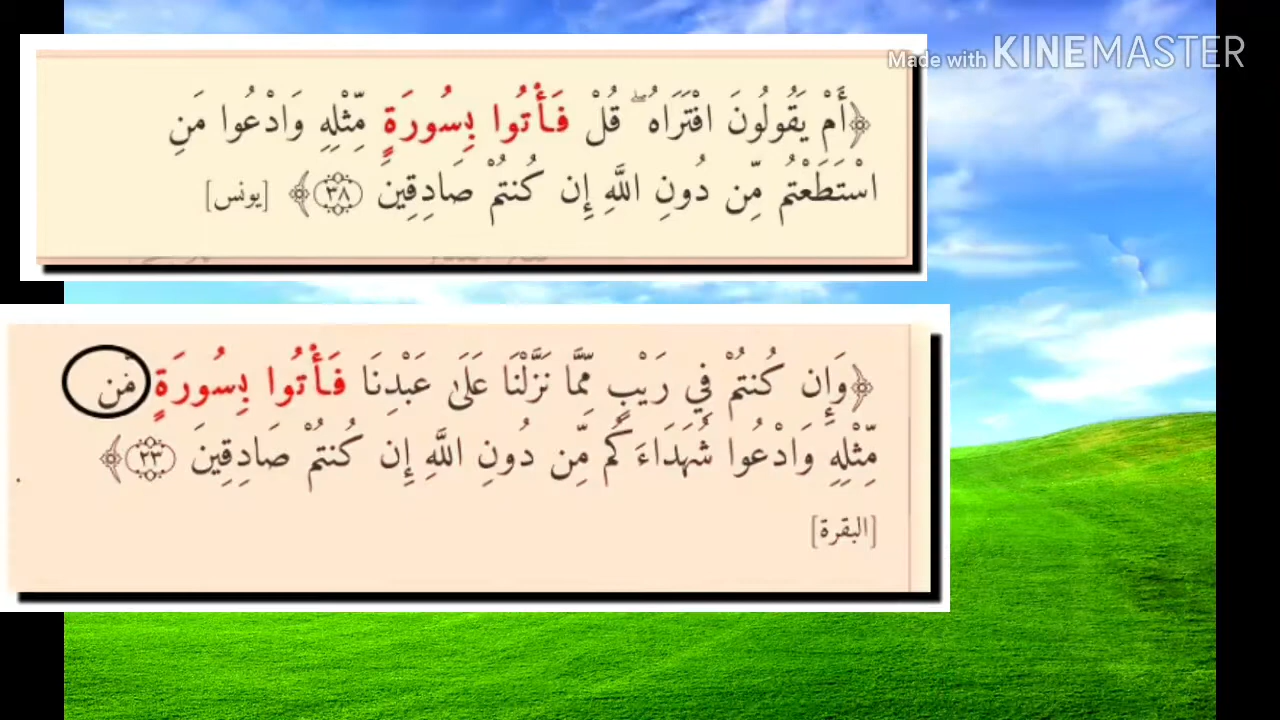 Made with KINEMASTER
﴿أَمْ يَقُولُونَ افْتَرَاهُ ۖ قُلْ فَأْتُوا بِسُورَةٍ مِّثْلِهِ وَادْعُوا مَنِ
اسْتَطَعْتُم مِّن دُونِ اللَّهِ إِن كُنتُمْ صَادِقِينَ ﴿٣٨﴾ [يونس]
﴿وَإِن كُنتُمْ فِي رَيْبٍ مِّمَّا نَزَّلْنَا عَلَىٰ عَبْدِنَا فَأْتُوا بِسُورَةٍ مِّن
مِّثْلِهِ وَادْعُوا شُهَدَاءَكُم مِّن دُونِ اللَّهِ إِن كُنتُمْ صَادِقِينَ ﴿٢٣﴾
[البقرة]